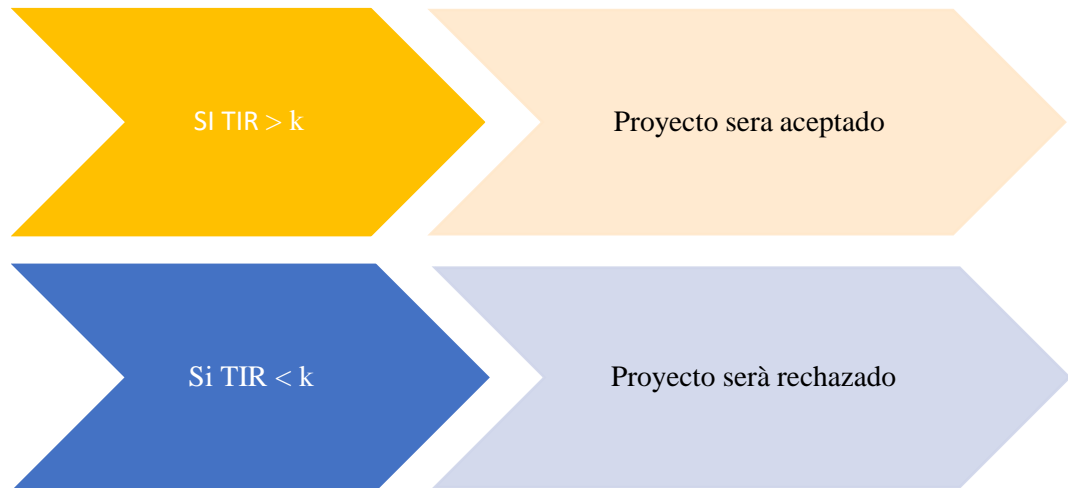 SI TIR > k
Proyecto sera aceptado
Si TIR < k
Proyecto serà rechazado